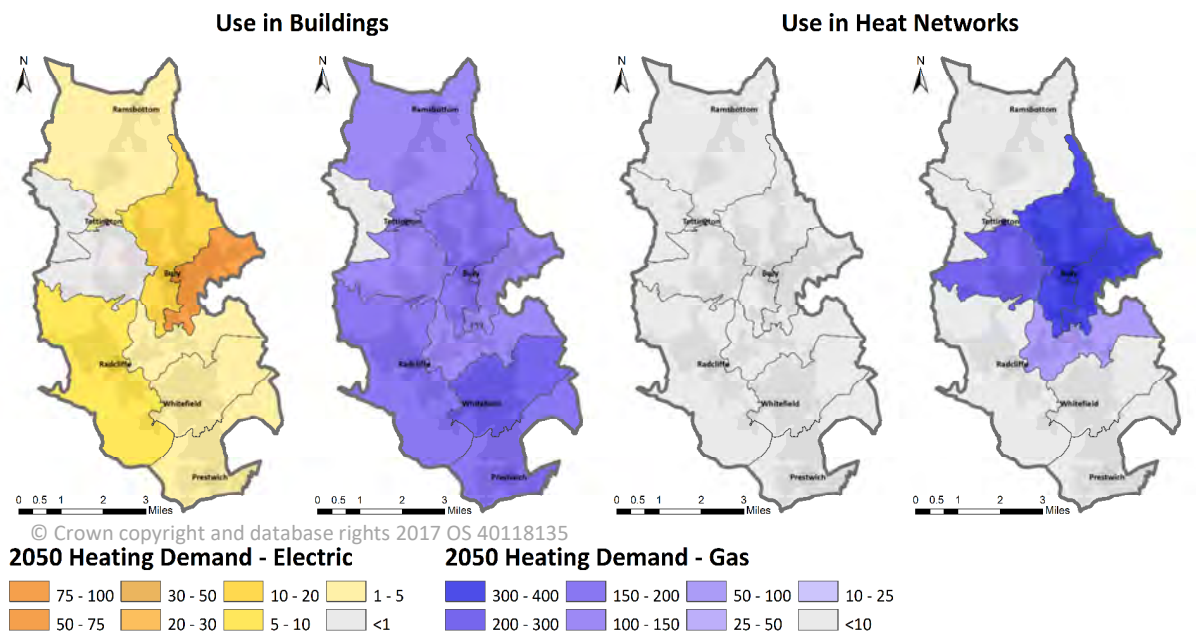 Use in Buildings Use in Heat Networks
N N N N
Ramsbottom Ramsbottom Ramsbottom Ramsbottom
Tottington Tottington Tottington Tottington
Bury Bury Bury Bury
Radcliffe Radcliffe Radcliffe Radcliffe
Whitefield Whitefield Whitefield Whitefield
Prestwich Prestwich Prestwich Prestwich
0 0.5 1 2 3 0 0.5 1 2 3 0 0.5 1 2 3 0 0.5 1 2 3
Miles Miles Miles Miles
© Crown copyright and database rights 2017 OS 40118135
2050 Heating Demand - Electric 2050 Heating Demand - Gas
75 - 100 30 - 50 10 - 20 1 - 5 300 - 400 150 - 200 50 - 100 10 - 25
50 - 75 20 - 30 5 - 10 <1 200 - 300 100 - 150 25 - 50 <10